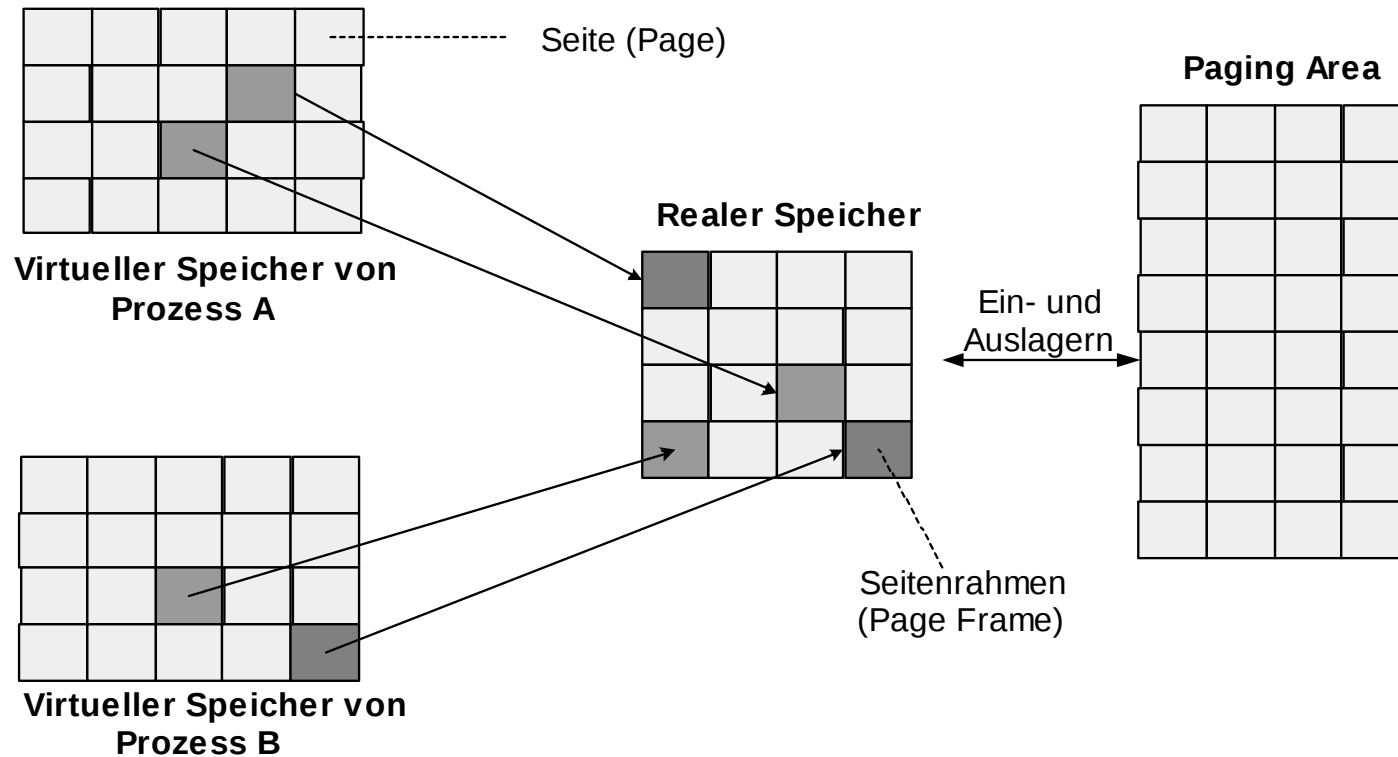 Seite (Page)
Paging Area
Realer Speicher
Virtueller Speicher von
Prozess A
Ein- und
Auslagern
Seitenrahmen
(Page Frame)
Virtueller Speicher von
Prozess B